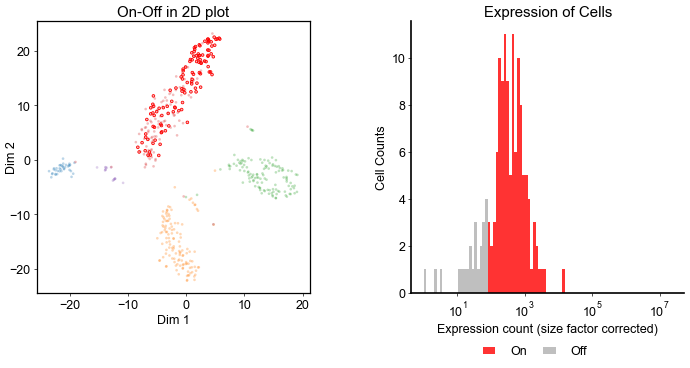 On-Off in 2D plot
Dim 2
20
10
0
−10
−20
−20 −10 0 10 20
Dim 1
Expression of Cells
Cell Counts
10
8
6
4
2
0
10^1 10^3 10^5 10^7
Expression count (size factor corrected)
On Off